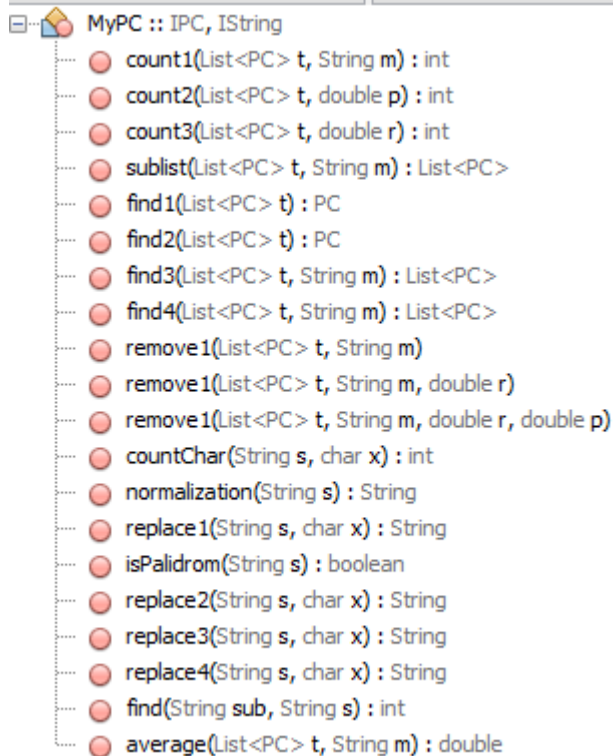 MyPC :: IPC, IString
count1(List<PC> t, String m) : int
count2(List<PC> t, double p) : int
count3(List<PC> t, double r) : int
sublist(List<PC> t, String m) : List<PC>
find1(List<PC> t) : PC
find2(List<PC> t) : PC
find3(List<PC> t, String m) : List<PC>
find4(List<PC> t, String m) : List<PC>
remove1(List<PC> t, String m)
remove1(List<PC> t, String m, double r)
remove1(List<PC> t, String m, double r, double p)
countChar(String s, char x) : int
normalization(String s) : String
replace1(String s, char x) : String
isPalidrom(String s) : boolean
replace2(String s, char x) : String
replace3(String s, char x) : String
replace4(String s, char x) : String
find(String sub, String s) : int
average(List<PC> t, String m) : double